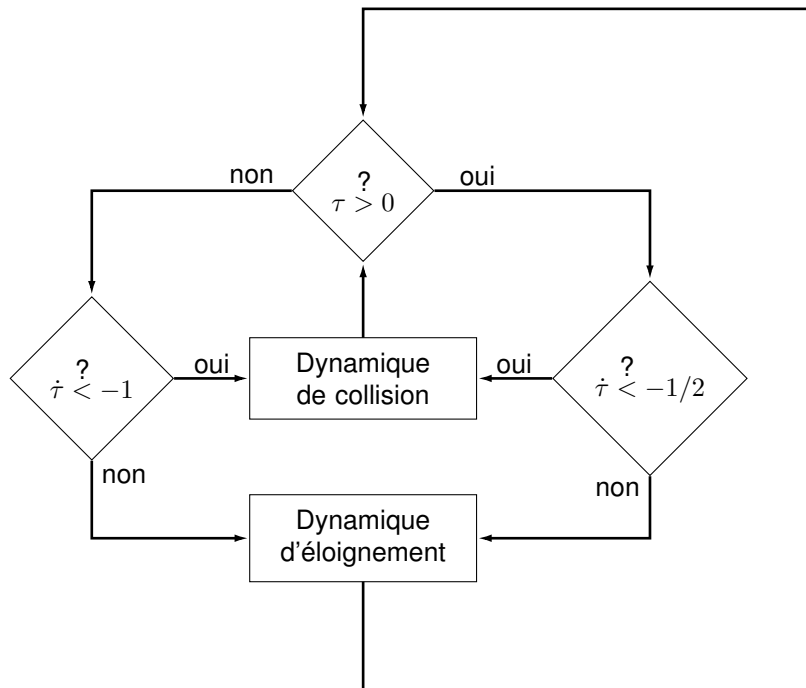 non
oui
?
τ > 0
?
τ̇ < −1
oui
Dynamique
de collision
oui
?
τ̇ < −1/2
non
non
Dynamique
d'éloignement